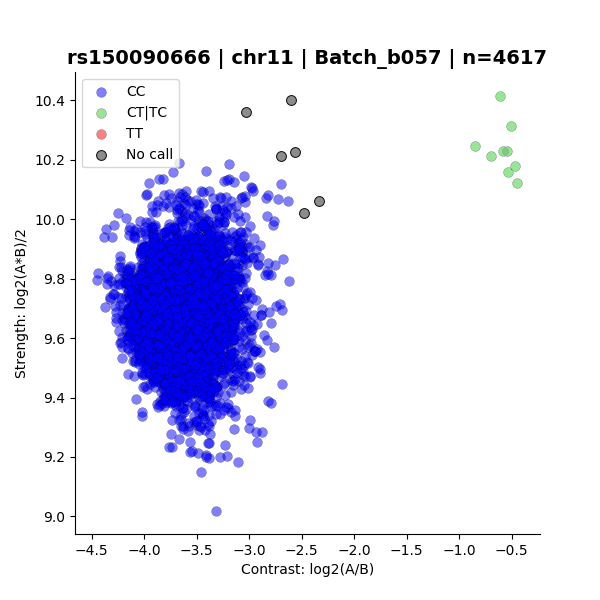 rs150090666 | chr11 | Batch_b057 | n=4617
CC
CT|TC
TT
No call
Strength: log2(A*B)/2
10.4
10.2
10.0
9.8
9.6
9.4
9.2
9.0
−4.5 −4.0 −3.5 −3.0 −2.5 −2.0 −1.5 −1.0 −0.5
Contrast: log2(A/B)